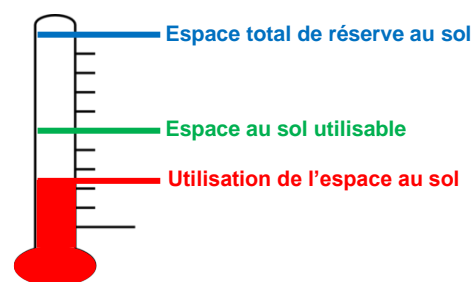 Espace total de réserve au sol
Espace au sol utilisable
Utilisation de l’espace au sol